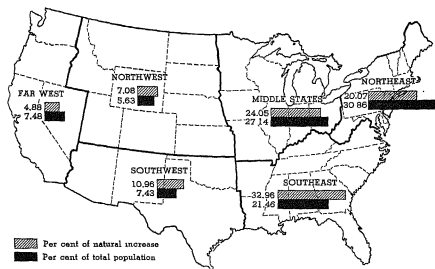 NORTHWEST
7.08
5.63
FAR WEST
4.88
7.48
NORTHEAST
20.07
30 86
MIDDLE STATES
24.05
27 14
SOUTHWEST
10.96
7.43
SOUTHEAST
32.96
21.46
Per cent of natural increase
Per cent of total population